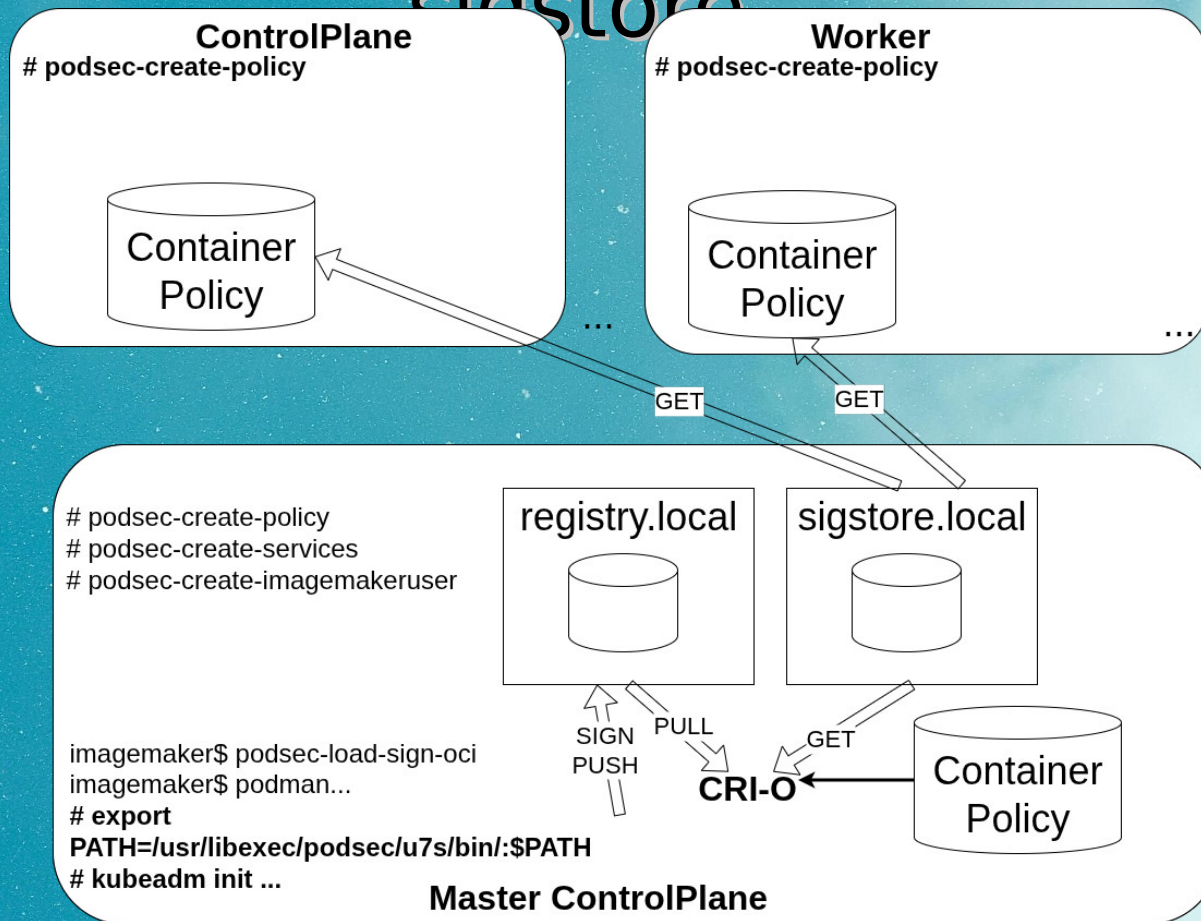 sigstore
ControlPlane
# podsec-create-policy
Container
Policy
...
Worker
# podsec-create-policy
Container
Policy
...
GET
GET
# podsec-create-policy
# podsec-create-services
# podsec-create-imagemakeruser
registry.local
sigstore.local
SIGN
PUSH
PULL
GET
CRI-O
Container
Policy
imagemaker$ podsec-load-sign-oci
imagemaker$ podman...
# export
PATH=/usr/libexec/podsec/u7s/bin/:$PATH
# kubeadm init ...
Master ControlPlane